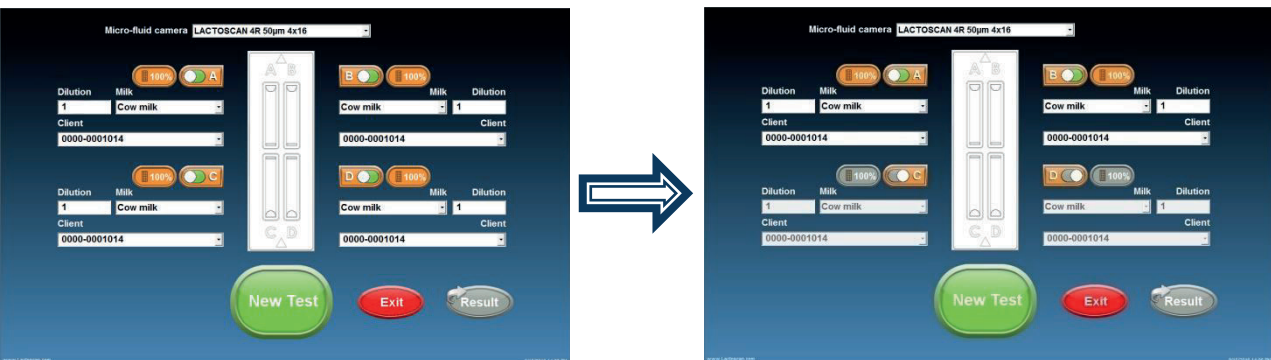 Micro-fluid camera LACTOSCAN 4R 50µm 4x16
100% A A B B 100%
Dilution Milk Milk Dilution
1 Cow milk Cow milk 1
Client Client
0000-0001014 0000-0001014
100% C D 100%
Dilution Milk Milk Dilution
1 Cow milk Cow milk 1
Client Client
0000-0001014 C D 0000-0001014
New Test Exit Result
Micro-fluid camera LACTOSCAN 4R 50µm 4x16
100% A A B B 100%
Dilution Milk Milk Dilution
1 Cow milk Cow milk 1
Client Client
0000-0001014 0000-0001014
100% C D 100%
Dilution Milk Milk Dilution
1 Cow milk Cow milk 1
Client Client
0000-0001014 C D 0000-0001014
New Test Exit Result